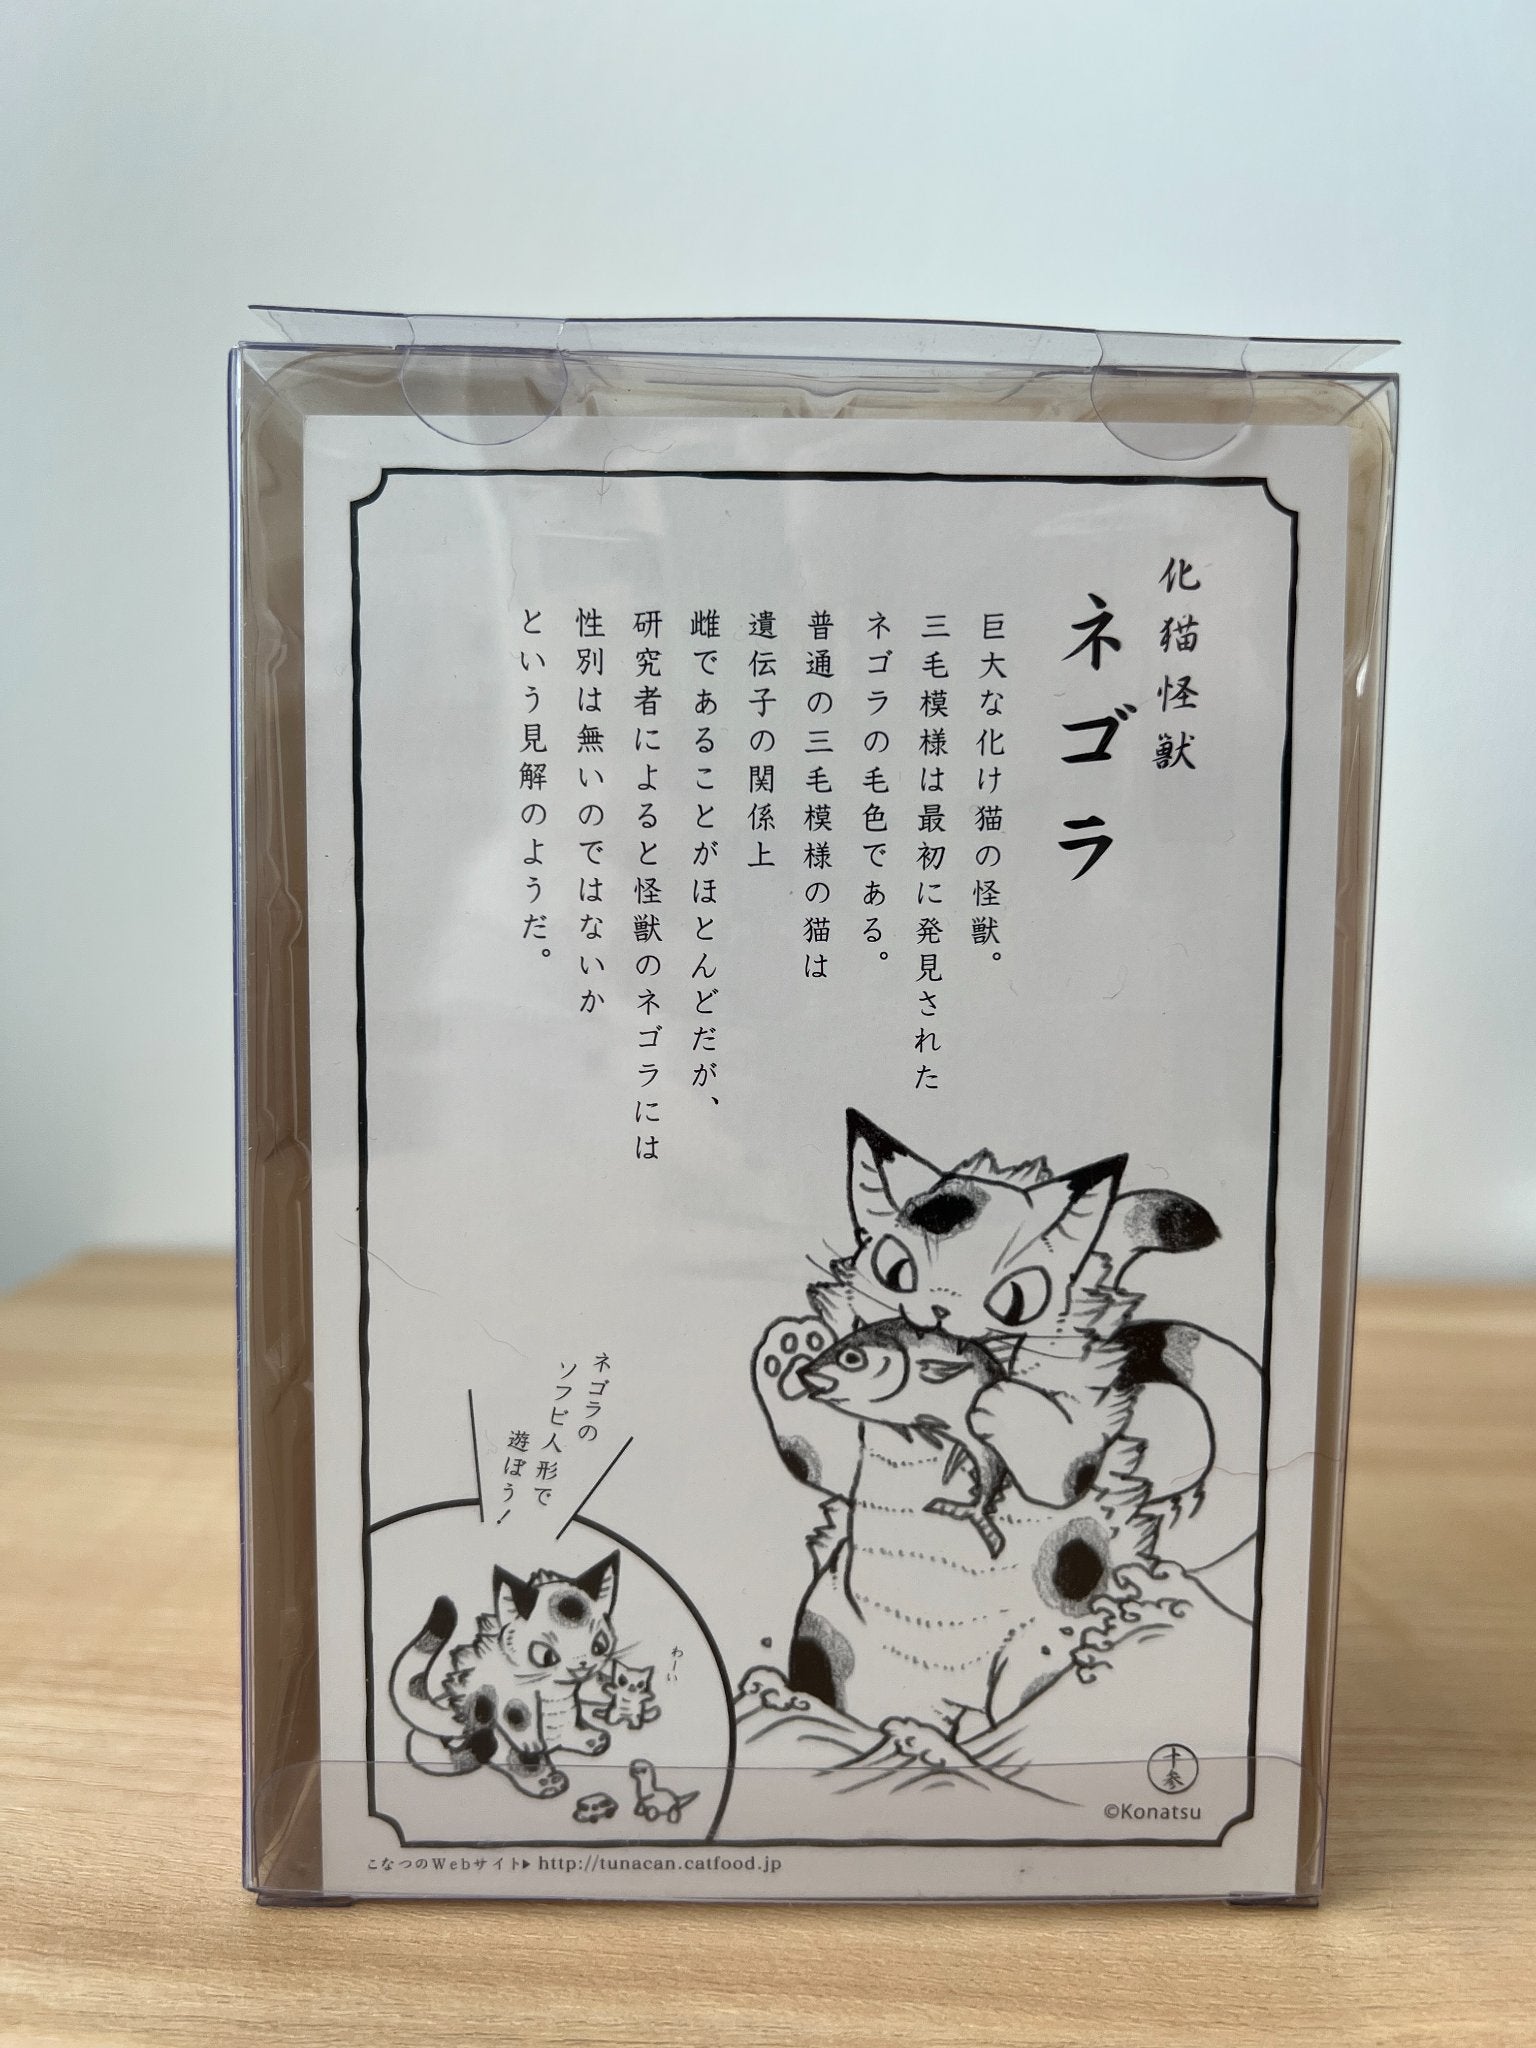 化猫怪獣
ネゴラ
巨大な化け猫の怪獣。
三毛模様は最初に発見された
ネゴラの毛色である。
普通の三毛模様の猫は
遺伝子の関係上
雌であることがほとんどだが、
研究者によると怪獣のネゴラには
性別は無いのではないか
という見解のようだ。
ネゴラの
ソフビ人形で
遊ぼう！
わーい
十参
©Konatsu
こなつのWebサイト▶ http://tunacan.catfood.jp